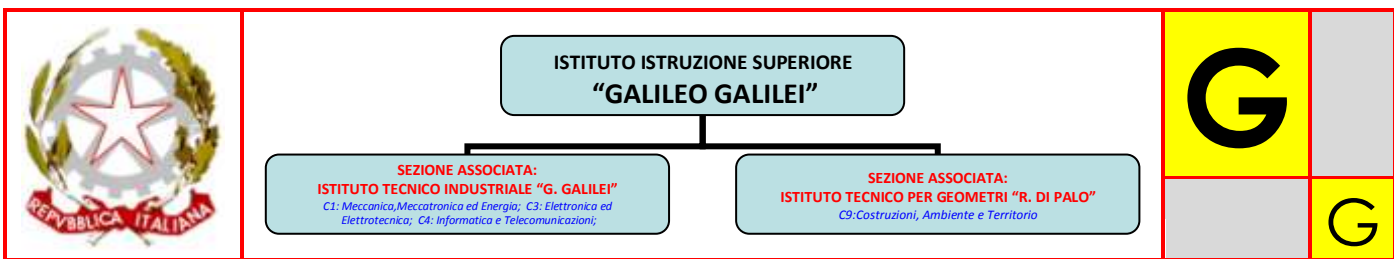 REPVBBLICA ITALIANA
ISTITUTO ISTRUZIONE SUPERIORE
“GALILEO GALILEI”
SEZIONE ASSOCIATA:
ISTITUTO TECNICO INDUSTRIALE “G. GALILEI”
C1: Meccanica,Meccatronica ed Energia; C3: Elettronica ed
Elettrotecnica; C4: Informatica e Telecomunicazioni;
SEZIONE ASSOCIATA:
ISTITUTO TECNICO PER GEOMETRI “R. DI PALO”
C9:Costruzioni, Ambiente e Territorio
G
G